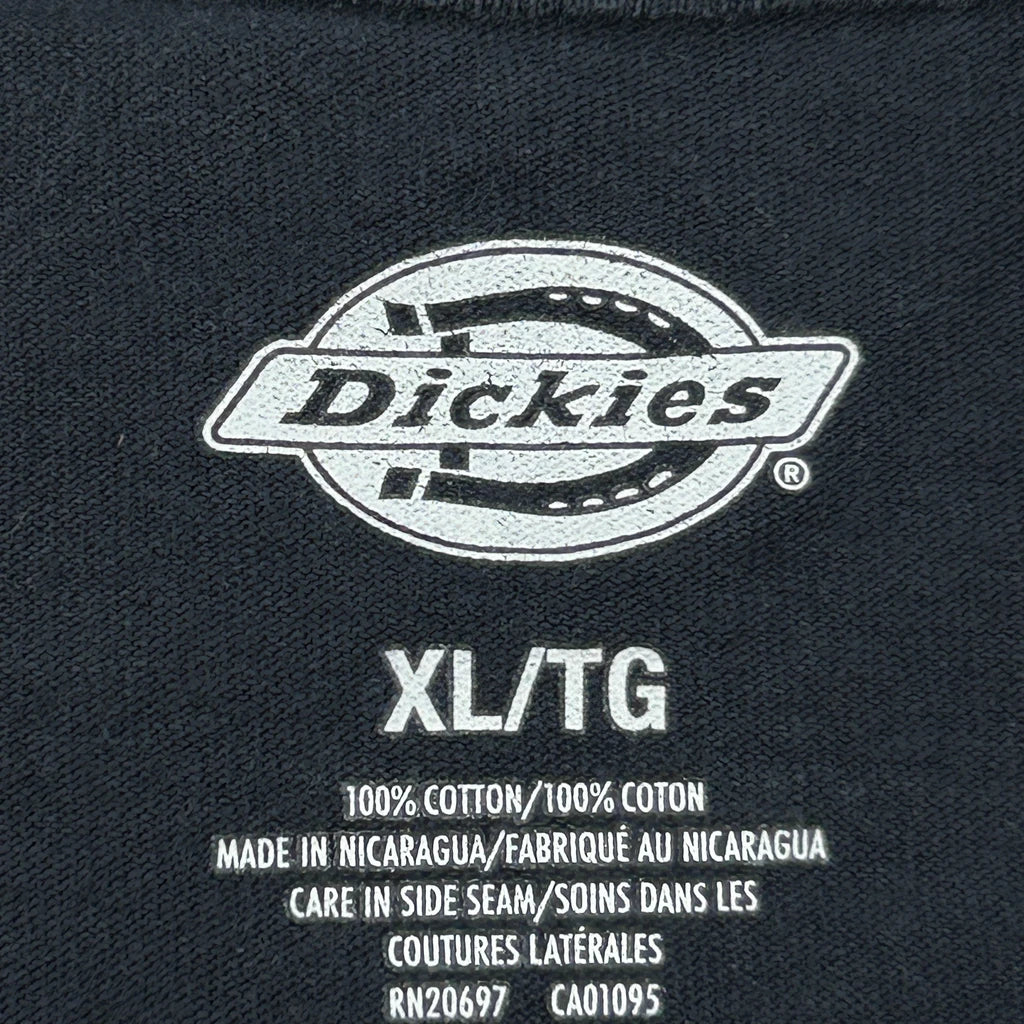 Dickies
®
XL/TG
100% COTTON/100% COTON
MADE IN NICARAGUA/FABRIQUÉ AU NICARAGUA
CARE IN SIDE SEAM/SOINS DANS LES
COUTURES LATÉRALES
RN20697 CA01095